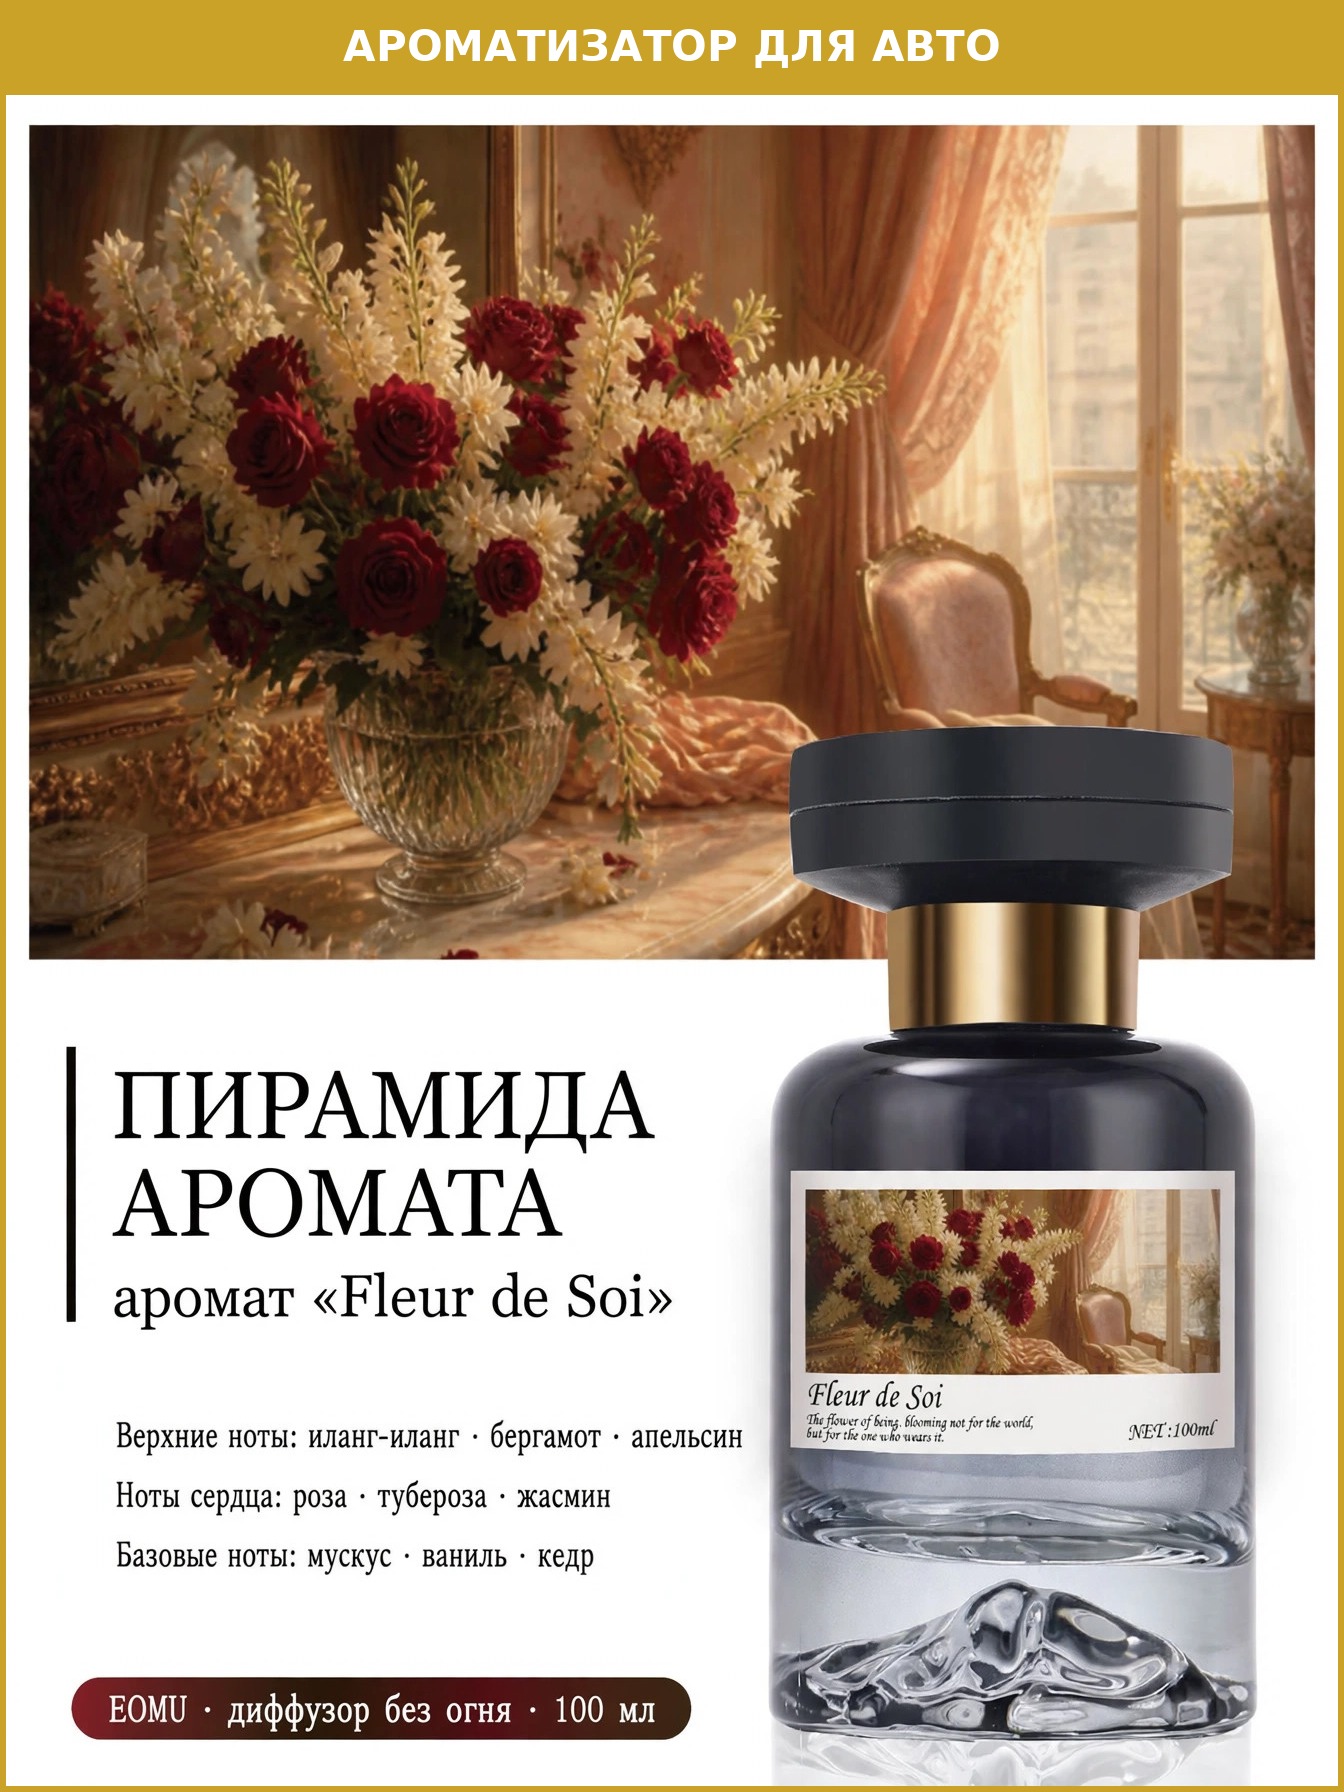 АРОМАТИЗАТОР ДЛЯ АВТО
ПИРАМИДА
АРОМАТА
аромат «Fleur de Soi»
Верхние ноты: иланг-иланг · бергамот · апельсин
Ноты сердца: роза · тубероза · жасмин
Базовые ноты: мускус · ваниль · кедр
EOMU · диффузор без огня · 100 мл
Fleur de Soi
The flower of being, blooming not for the world,
but for the one who wears it.
NET:100ml